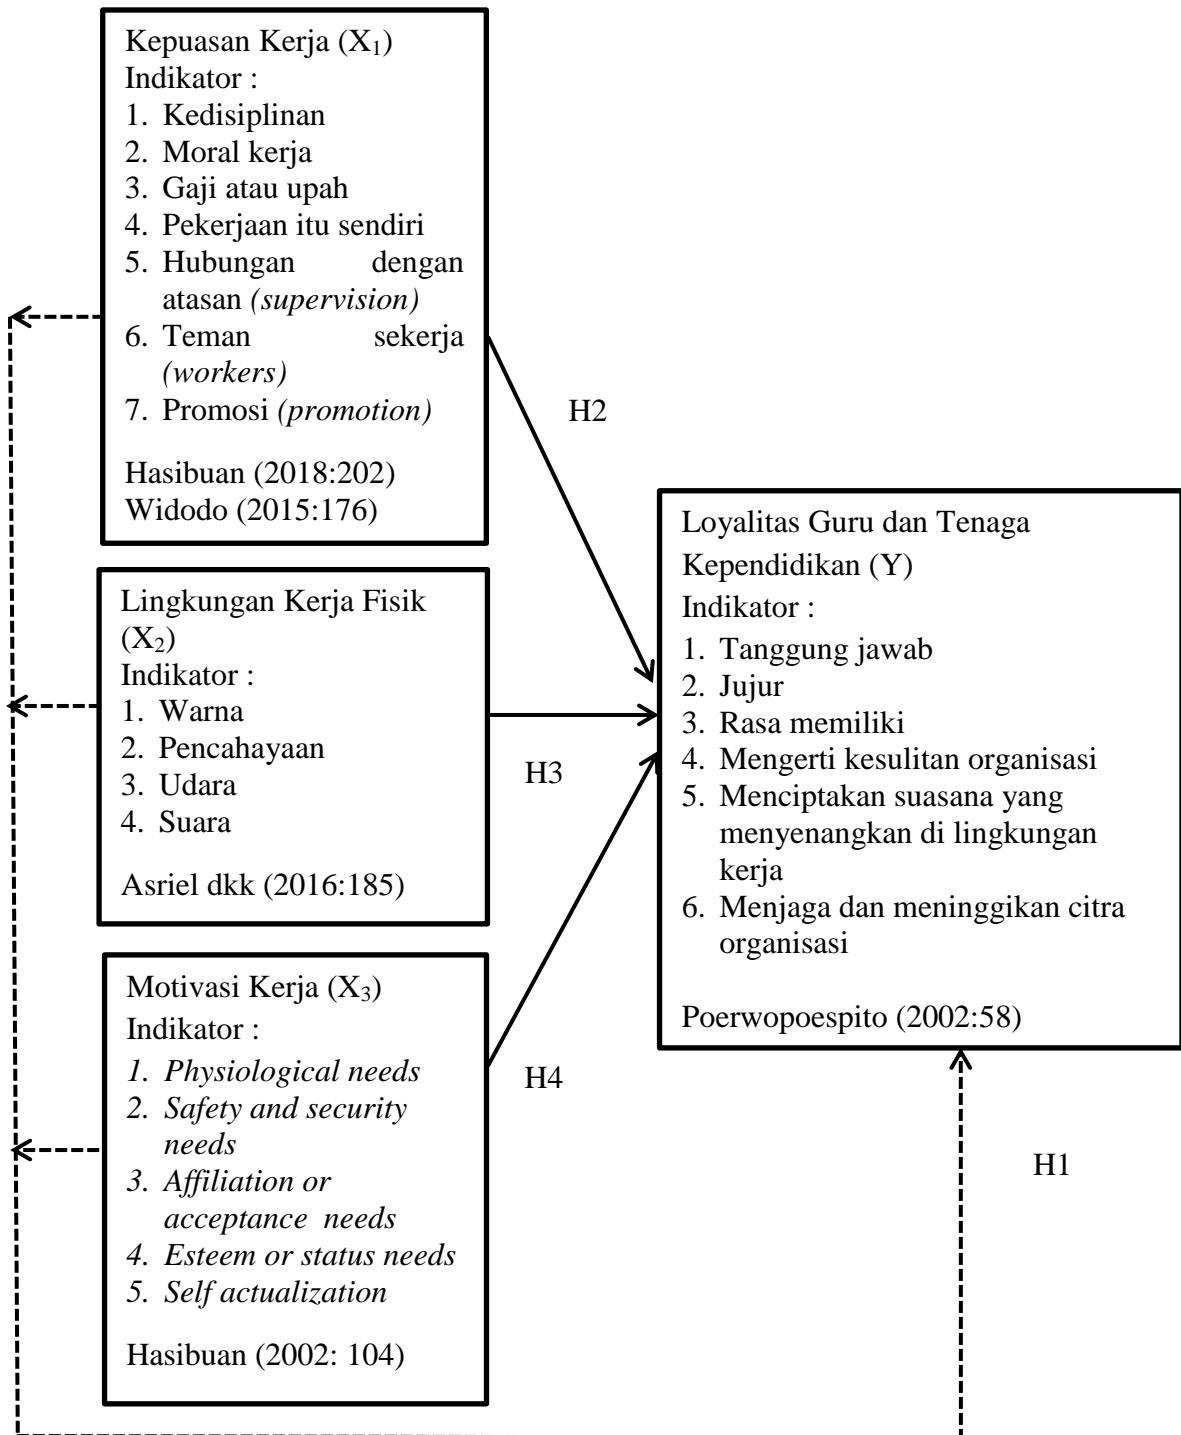 Kepuasan Kerja (X₁)
Indikator :
1. Kedisiplinan
2. Moral kerja
3. Gaji atau upah
4. Pekerjaan itu sendiri
5. Hubungan dengan
atasan (supervision)
6. Teman sekerja
(workers)
7. Promosi (promotion)
Hasibuan (2018:202)
Widodo (2015:176)
H2
Lingkungan Kerja Fisik
(X₂)
Indikator :
1. Warna
2. Pencahayaan
3. Udara
4. Suara
Asriel dkk (2016:185)
H3
Motivasi Kerja (X₃)
Indikator :
1. Physiological needs
2. Safety and security
needs
3. Affiliation or
acceptance needs
4. Esteem or status needs
5. Self actualization
Hasibuan (2002: 104)
H4
Loyalitas Guru dan Tenaga
Kependidikan (Y)
Indikator :
1. Tanggung jawab
2. Jujur
3. Rasa memiliki
4. Mengerti kesulitan organisasi
5. Menciptakan suasana yang
menyenangkan di lingkungan
kerja
6. Menjaga dan meninggikan citra
organisasi
Poerwopoespito (2002:58)
H1